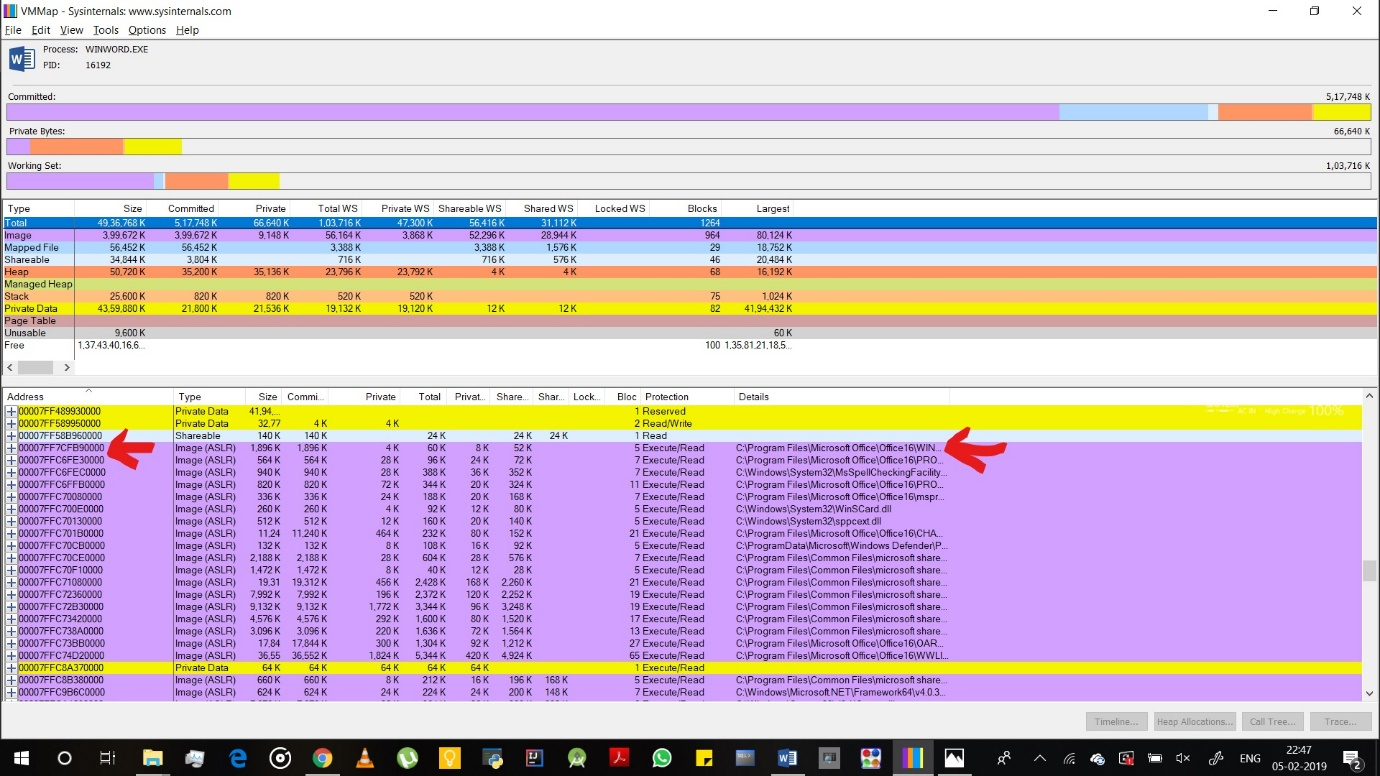 VMMap - Sysinternals: www.sysinternals.com
File Edit View Tools Options Help
Process: WINWORD.EXE
PID: 16192
Committed: 5,17,748 K
Private Bytes: 66,640 K
Working Set: 1,03,716 K
Type Size Committed Private Total WS Private WS Shareable WS Shared WS Locked WS Blocks Largest
Total 49,36,768 K 5,17,748 K 66,640 K 1,03,716 K 47,300 K 56,416 K 31,112 K 1264
Image 3,99,672 K 3,99,672 K 9,148 K 56,164 K 3,868 K 52,296 K 28,944 K 964 80,124 K
Mapped File 56,452 K 56,452 K 3,388 K 3,388 K 1,576 K 29 18,752 K
Shareable 34,844 K 3,804 K 716 K 716 K 576 K 46 20,484 K
Heap 50,720 K 35,200 K 35,136 K 23,796 K 23,792 K 4 K 4 K 68 16,192 K
Managed Heap
Stack 25,600 K 820 K 820 K 520 K 520 K 75 1,024 K
Private Data 43,59,880 K 21,800 K 21,536 K 19,132 K 19,120 K 12 K 12 K 82 41,94,432 K
Page Table
Unusable 9,600 K 60 K
Free 1,37,43,40,16,6... 100 1,35,81,21,18,5...
Address Type Size Commi... Private Total Privat... Share... Shar... Lock... Bloc Protection Details
00007FF489930000 Private Data 41,94,... 1 Reserved
00007FF589950000 Private Data 32,77 4 K 4 K 2 Read/Write
00007FF58B960000 Shareable 140 K 140 K 24 K 24 K 24 K 1 Read
00007FF7CFB90000 Image (ASLR) 1,896 K 1,896 K 4 K 60 K 8 K 52 K 5 Execute/Read C:\Program Files\Microsoft Office\Office16\WIN...
00007FFC6FE30000 Image (ASLR) 564 K 564 K 28 K 96 K 24 K 72 K 7 Execute/Read C:\Program Files\Microsoft Office\Office16\PRO...
00007FFC6FEC0000 Image (ASLR) 940 K 940 K 28 K 388 K 36 K 352 K 7 Execute/Read C:\Windows\System32\MsSpellCheckingFacility...
00007FFC6FFB0000 Image (ASLR) 820 K 820 K 72 K 344 K 20 K 324 K 11 Execute/Read C:\Program Files\Microsoft Office\Office16\PRO...
00007FFC70080000 Image (ASLR) 336 K 336 K 24 K 188 K 20 K 168 K 7 Execute/Read C:\Program Files\Microsoft Office\Office16\mspr...
00007FFC700E0000 Image (ASLR) 260 K 260 K 4 K 92 K 12 K 80 K 5 Execute/Read C:\Windows\System32\WinSCard.dll
00007FFC70130000 Image (ASLR) 512 K 512 K 12 K 160 K 20 K 140 K 5 Execute/Read C:\Windows\System32\sppcext.dll
00007FFC701B0000 Image (ASLR) 11,24 11,240 K 464 K 232 K 80 K 152 K 21 Execute/Read C:\Program Files\Microsoft Office\Office16\CHA...
00007FFC70CB0000 Image (ASLR) 132 K 132 K 8 K 108 K 16 K 92 K 5 Execute/Read C:\ProgramData\Microsoft\Windows Defender\P...
00007FFC70CE0000 Image (ASLR) 2,188 K 2,188 K 28 K 604 K 28 K 576 K 7 Execute/Read C:\Program Files\Common Files\microsoft share...
00007FFC70F10000 Image (ASLR) 1,472 K 1,472 K 8 K 40 K 12 K 28 K 5 Execute/Read C:\Program Files\Common Files\microsoft share...
00007FFC71080000 Image (ASLR) 19,31 19,312 K 456 K 2,428 K 168 K 2,260 K 21 Execute/Read C:\Program Files\Common Files\microsoft share...
00007FFC72360000 Image (ASLR) 7,992 K 7,992 K 196 K 2,372 K 120 K 2,252 K 19 Execute/Read C:\Program Files\Common Files\microsoft share...
00007FFC72B30000 Image (ASLR) 9,132 K 9,132 K 1,772 K 3,344 K 96 K 3,248 K 19 Execute/Read C:\Program Files\Common Files\microsoft share...
00007FFC73420000 Image (ASLR) 4,576 K 4,576 K 292 K 1,600 K 80 K 1,520 K 17 Execute/Read C:\Program Files\Common Files\microsoft share...
00007FFC738A0000 Image (ASLR) 3,096 K 3,096 K 220 K 1,636 K 72 K 1,564 K 13 Execute/Read C:\Program Files\Common Files\microsoft share...
00007FFC73BB0000 Image (ASLR) 17,84 17,844 K 300 K 1,304 K 92 K 1,212 K 27 Execute/Read C:\Program Files\Microsoft Office\Office16\OAR...
00007FFC74D20000 Image (ASLR) 36,55 36,552 K 1,824 K 5,344 K 420 K 4,924 K 65 Execute/Read C:\Program Files\Microsoft Office\Office16\WWLI...
00007FFC8A370000 Private Data 64 K 64 K 64 K 64 K 64 K 1 Execute/Read
00007FFC8B380000 Image (ASLR) 660 K 660 K 8 K 212 K 16 K 196 K 168 K 5 Execute/Read C:\Program Files\Common Files\microsoft share...
00007FFC9B6C0000 Image (ASLR) 624 K 624 K 24 K 224 K 24 K 200 K 148 K 7 Execute/Read C:\Windows\Microsoft.NET\Framework64\v4.0.3...
100%
Timeline... Heap Allocations... Call Tree... Trace...
ENG 22:47
05-02-2019
2